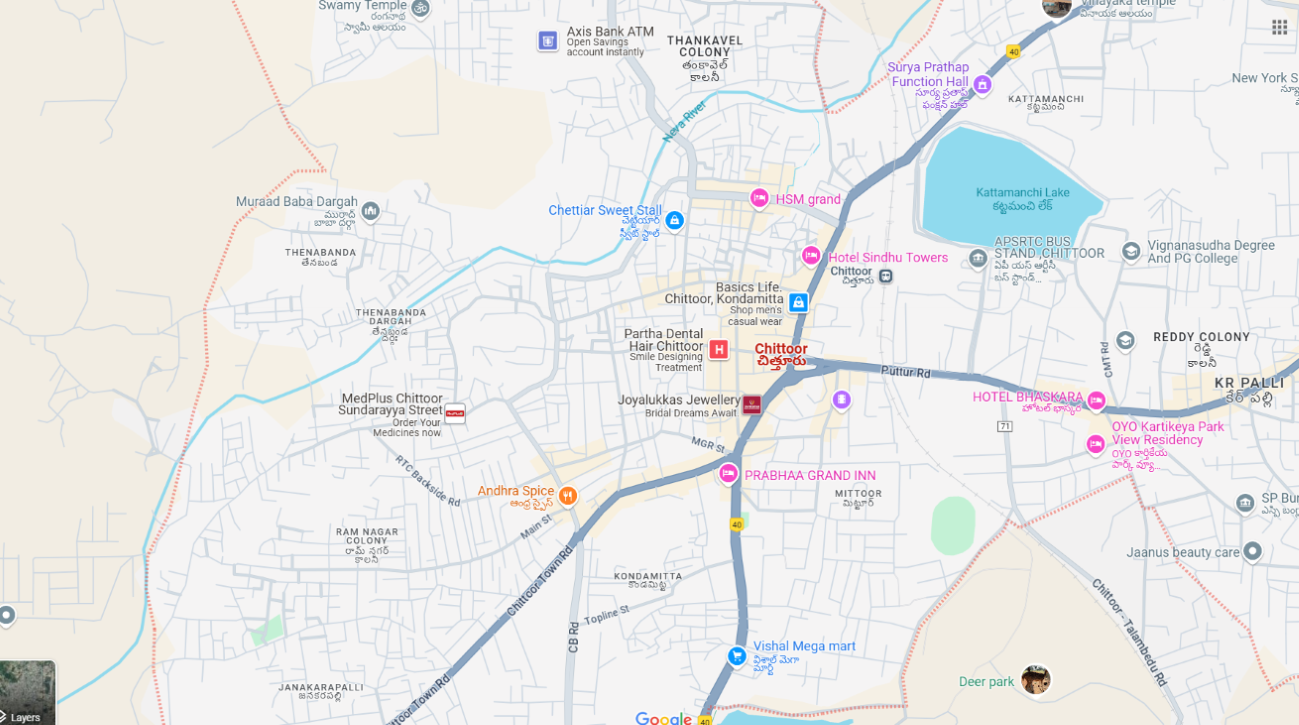 Swamy Temple
రంగనాథ
స్వామి ఆలయం
Axis Bank ATM
Open Savings
account instantly
THANKAVEL
COLONY
తంకావెల్
కాలనీ
Vinayaka temple
వినాయక ఆలయం
40
Surya Prathap
Function Hall
సూర్య ప్రతాప్
ఫంక్షన్ హాల్
KATTAMANCHI
కట్టమంచి
New York S
Neva River
Kattamanchi Lake
కట్టమంచి లేక్
Muraad Baba Dargah
ముర్గాద్
బాబా దర్గా
HSM grand
Chettiar Sweet Stall
చెట్టియార్
స్వీట్ స్టాల్
THENABANDA
తేనబండ
Hotel Sindhu Towers
Chittoor
చిత్తూరు
APSRTC BUS
STAND CHITTOOR
ఏపీ యస్ ఆర్టీసీ
బస్ స్టాండ్...
Vignanasudha Degree
And PG College
Basics Life.
Chittoor, Kondamitta
Shop men's
casual wear
THENABANDA
DARGAH
తేనబండ
దర్గా
Partha Dental
Hair Chittoor
Smile Designing
Treatment
H
Chittoor
చిత్తూరు
REDDY COLONY
రెడ్డి
కాలనీ
CMT Rd
Puttur Rd
KR PALLI
కేర్ పల్లి
MedPlus Chittoor
Sundarayya Street
Order Your
Medicines now
Joyalukkas Jewellery
Bridal Dreams Await
HOTEL BHASKARA
హోటల్ భాస్కర
71
OYO Kartikeya Park
View Residency
OYO కార్తికేయ
పార్క్ వ్యూ...
MGR St
RTC Backside Rd
PRABHAA GRAND INN
MITTOOR
మిట్టూర్
Andhra Spice
ఆంధ్ర స్పైస్
SP Bun
Main St
40
RAM NAGAR
COLONY
రామ్ నగర్
కాలనీ
Jaanus beauty care
KONDAMITTA
కొండమిట్ట
Chittoor Town Rd
Topline St
CB Rd
Chittoor - Talambedu Rd
Vishal Mega mart
విశాల్ మెగా
మార్ట్
Deer park
JANAKARAPALLI
జనకరపల్లి
Chittoor Town Rd
Layers
Google
40